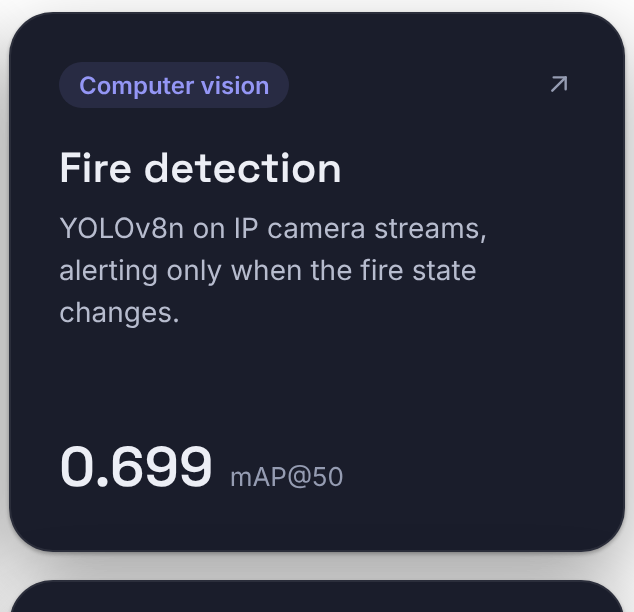 Computer vision
Fire detection
YOLOv8n on IP camera streams,
alerting only when the fire state
changes.
0.699 mAP@50